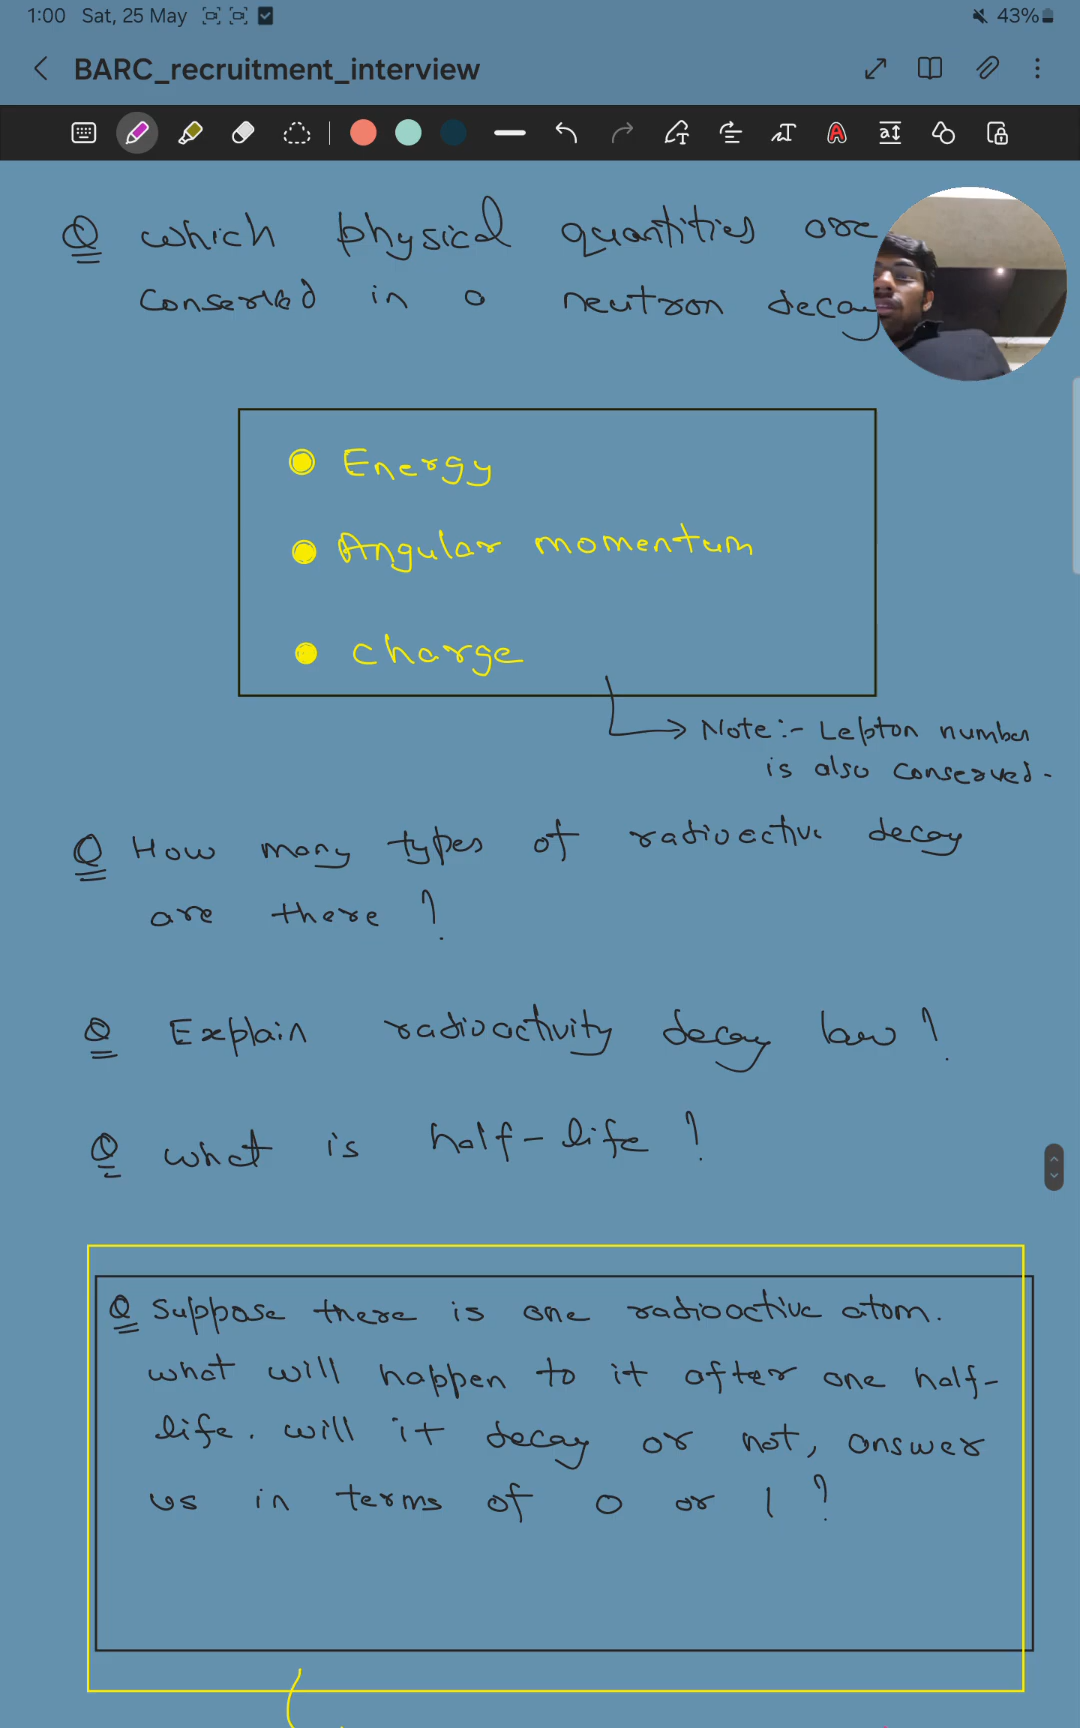 1:00 Sat, 25 May
43%
BARC_recruitment_interview
Q which physical quantities are
conserved in a neutron decay
Energy
Angular momentum
charge
Note:- Lepton number
is also conserved.
Q How many types of radioactive decay
are there ?
Q Explain radioactivity decay law ?
Q what is half-life ?
Q Suppose there is one radioactive atom.
what will happen to it after one half-
life. will it decay or not, answer
us in terms of 0 or 1 ?